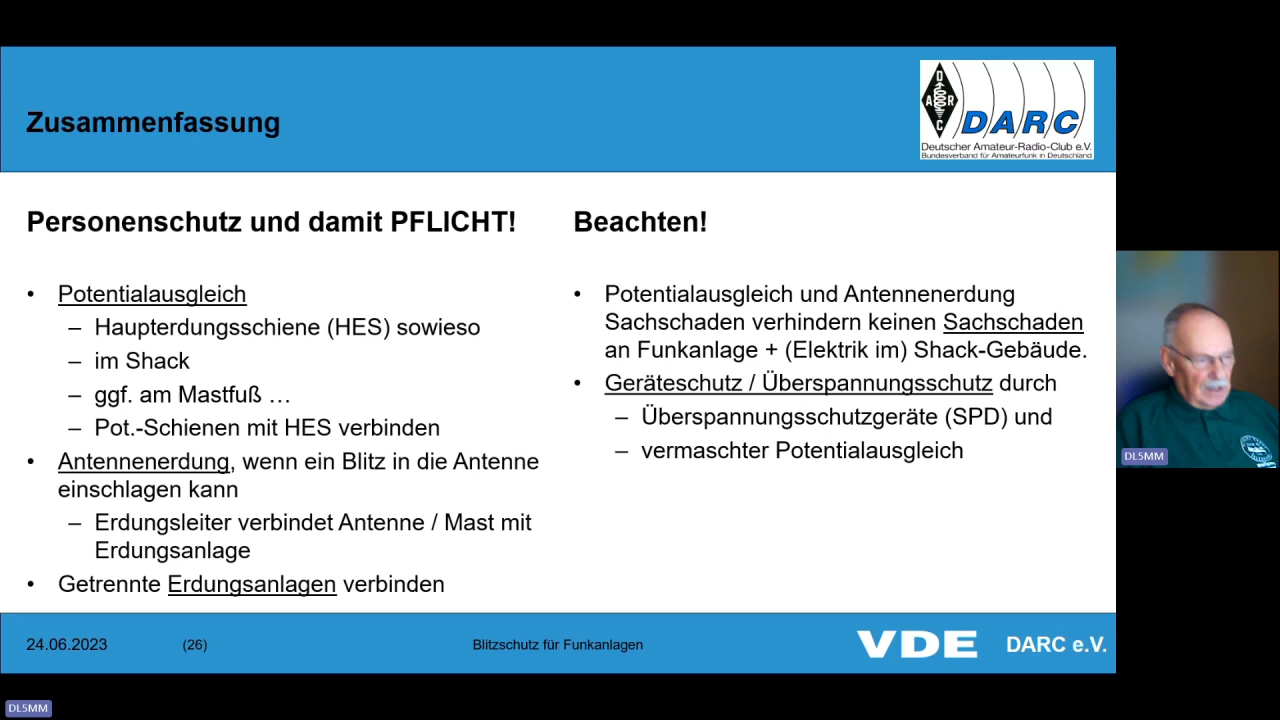 Zusammenfassung
D
A R
C
DARC
Deutscher Amateur-Radio-Club e.V.
Bundesverband für Amateurfunk in Deutschland
Personenschutz und damit PFLICHT!
• Potentialausgleich
– Haupterdungsschiene (HES) sowieso
– im Shack
– ggf. am Mastfuß …
– Pot.-Schienen mit HES verbinden
• Antennenerdung, wenn ein Blitz in die Antenne
einschlagen kann
– Erdungsleiter verbindet Antenne / Mast mit
Erdungsanlage
• Getrennte Erdungsanlagen verbinden
Beachten!
• Potentialausgleich und Antennenerdung
Sachschaden verhindern keinen Sachschaden
an Funkanlage + (Elektrik im) Shack-Gebäude.
• Geräteschutz / Überspannungsschutz durch
– Überspannungsschutzgeräte (SPD) und
– vermaschter Potentialausgleich
DL5MM
24.06.2023
(26)
Blitzschutz für Funkanlagen
VDE
DARC e.V.
DL5MM